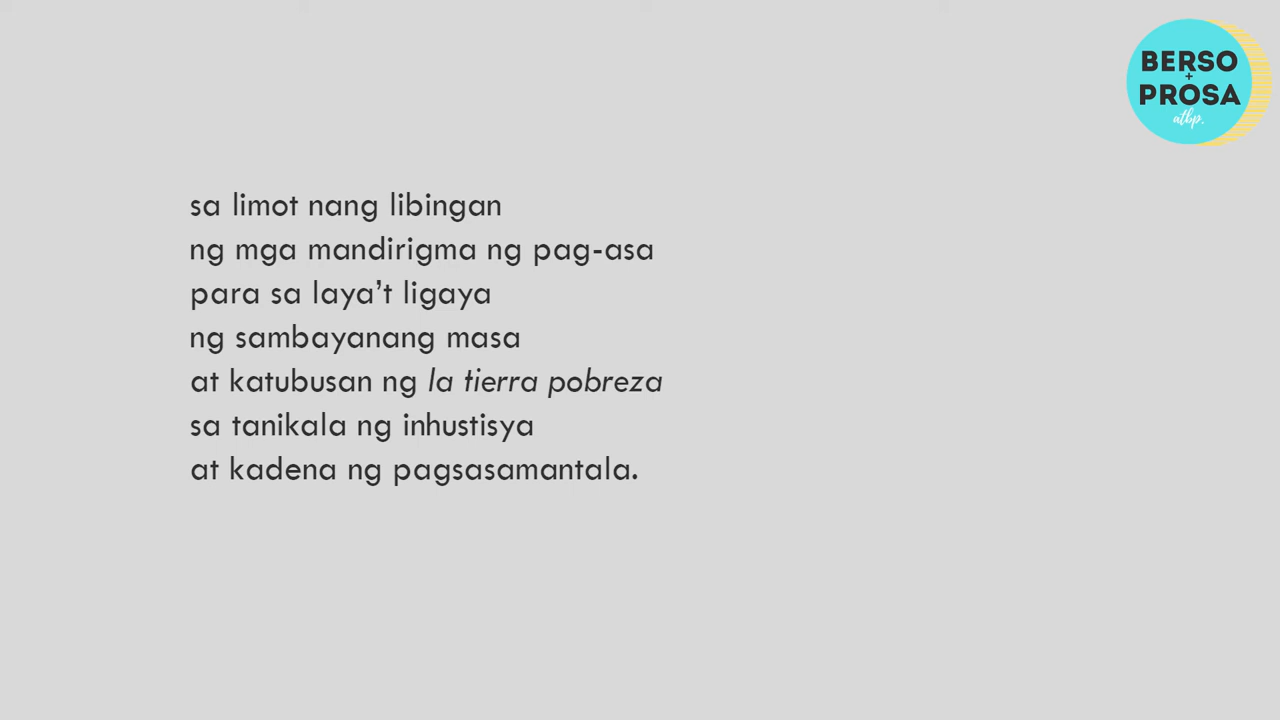 BERSO
+
PROSA
atbp.
sa limot nang libingan
ng mga mandirigma ng pag-asa
para sa laya’t ligaya
ng sambayanang masa
at katubusan ng la tierra pobreza
sa tanikala ng inhustisya
at kadena ng pagsasamantala.